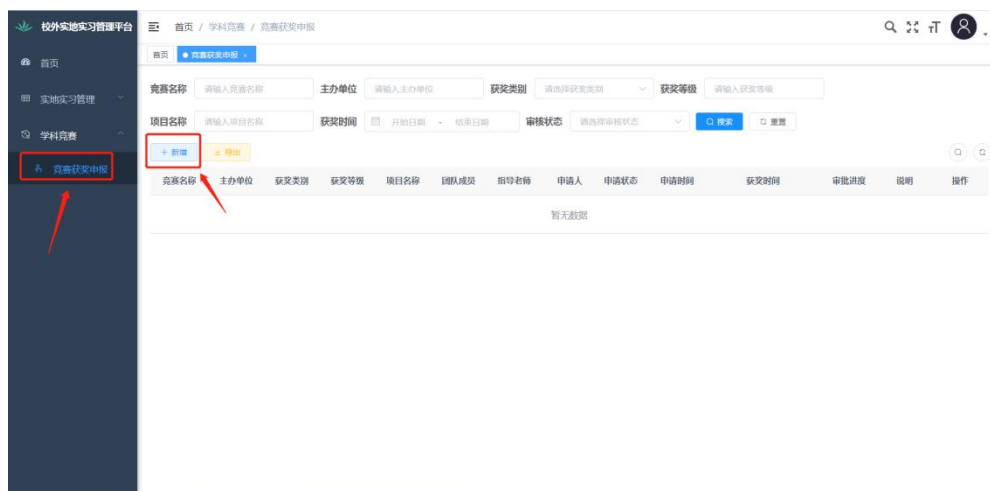 校外实地实习管理平台
首页 / 学科竞赛 / 竞赛获奖申报
首页
竞赛获奖申报 ×
首页
实地实习管理
学科竞赛
竞赛获奖申报
竞赛名称 请输入竞赛名称 主办单位 请输入主办单位 获奖类别 请选择获奖类别 获奖等级 请输入获奖等级
项目名称 请输入项目名称 获奖时间 开始日期 - 结束日期 审核状态 请选择审核状态 搜索 重置
+ 新增 导出
竞赛名称 主办单位 获奖类别 获奖等级 项目名称 团队成员 指导老师 申请人 申请状态 申请时间 获奖时间 审批进度 说明 操作
暂无数据